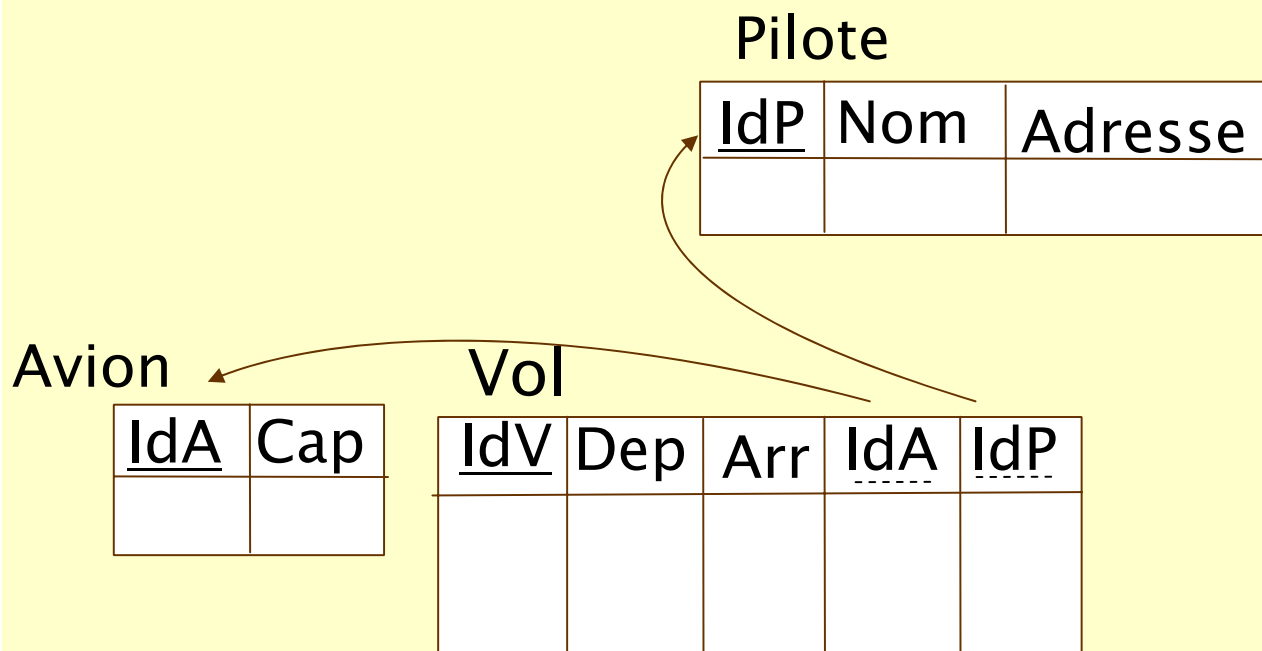 Pilote
IdP Nom Adresse
Avion
Vol
IdA Cap
IdV Dep Arr IdA IdP